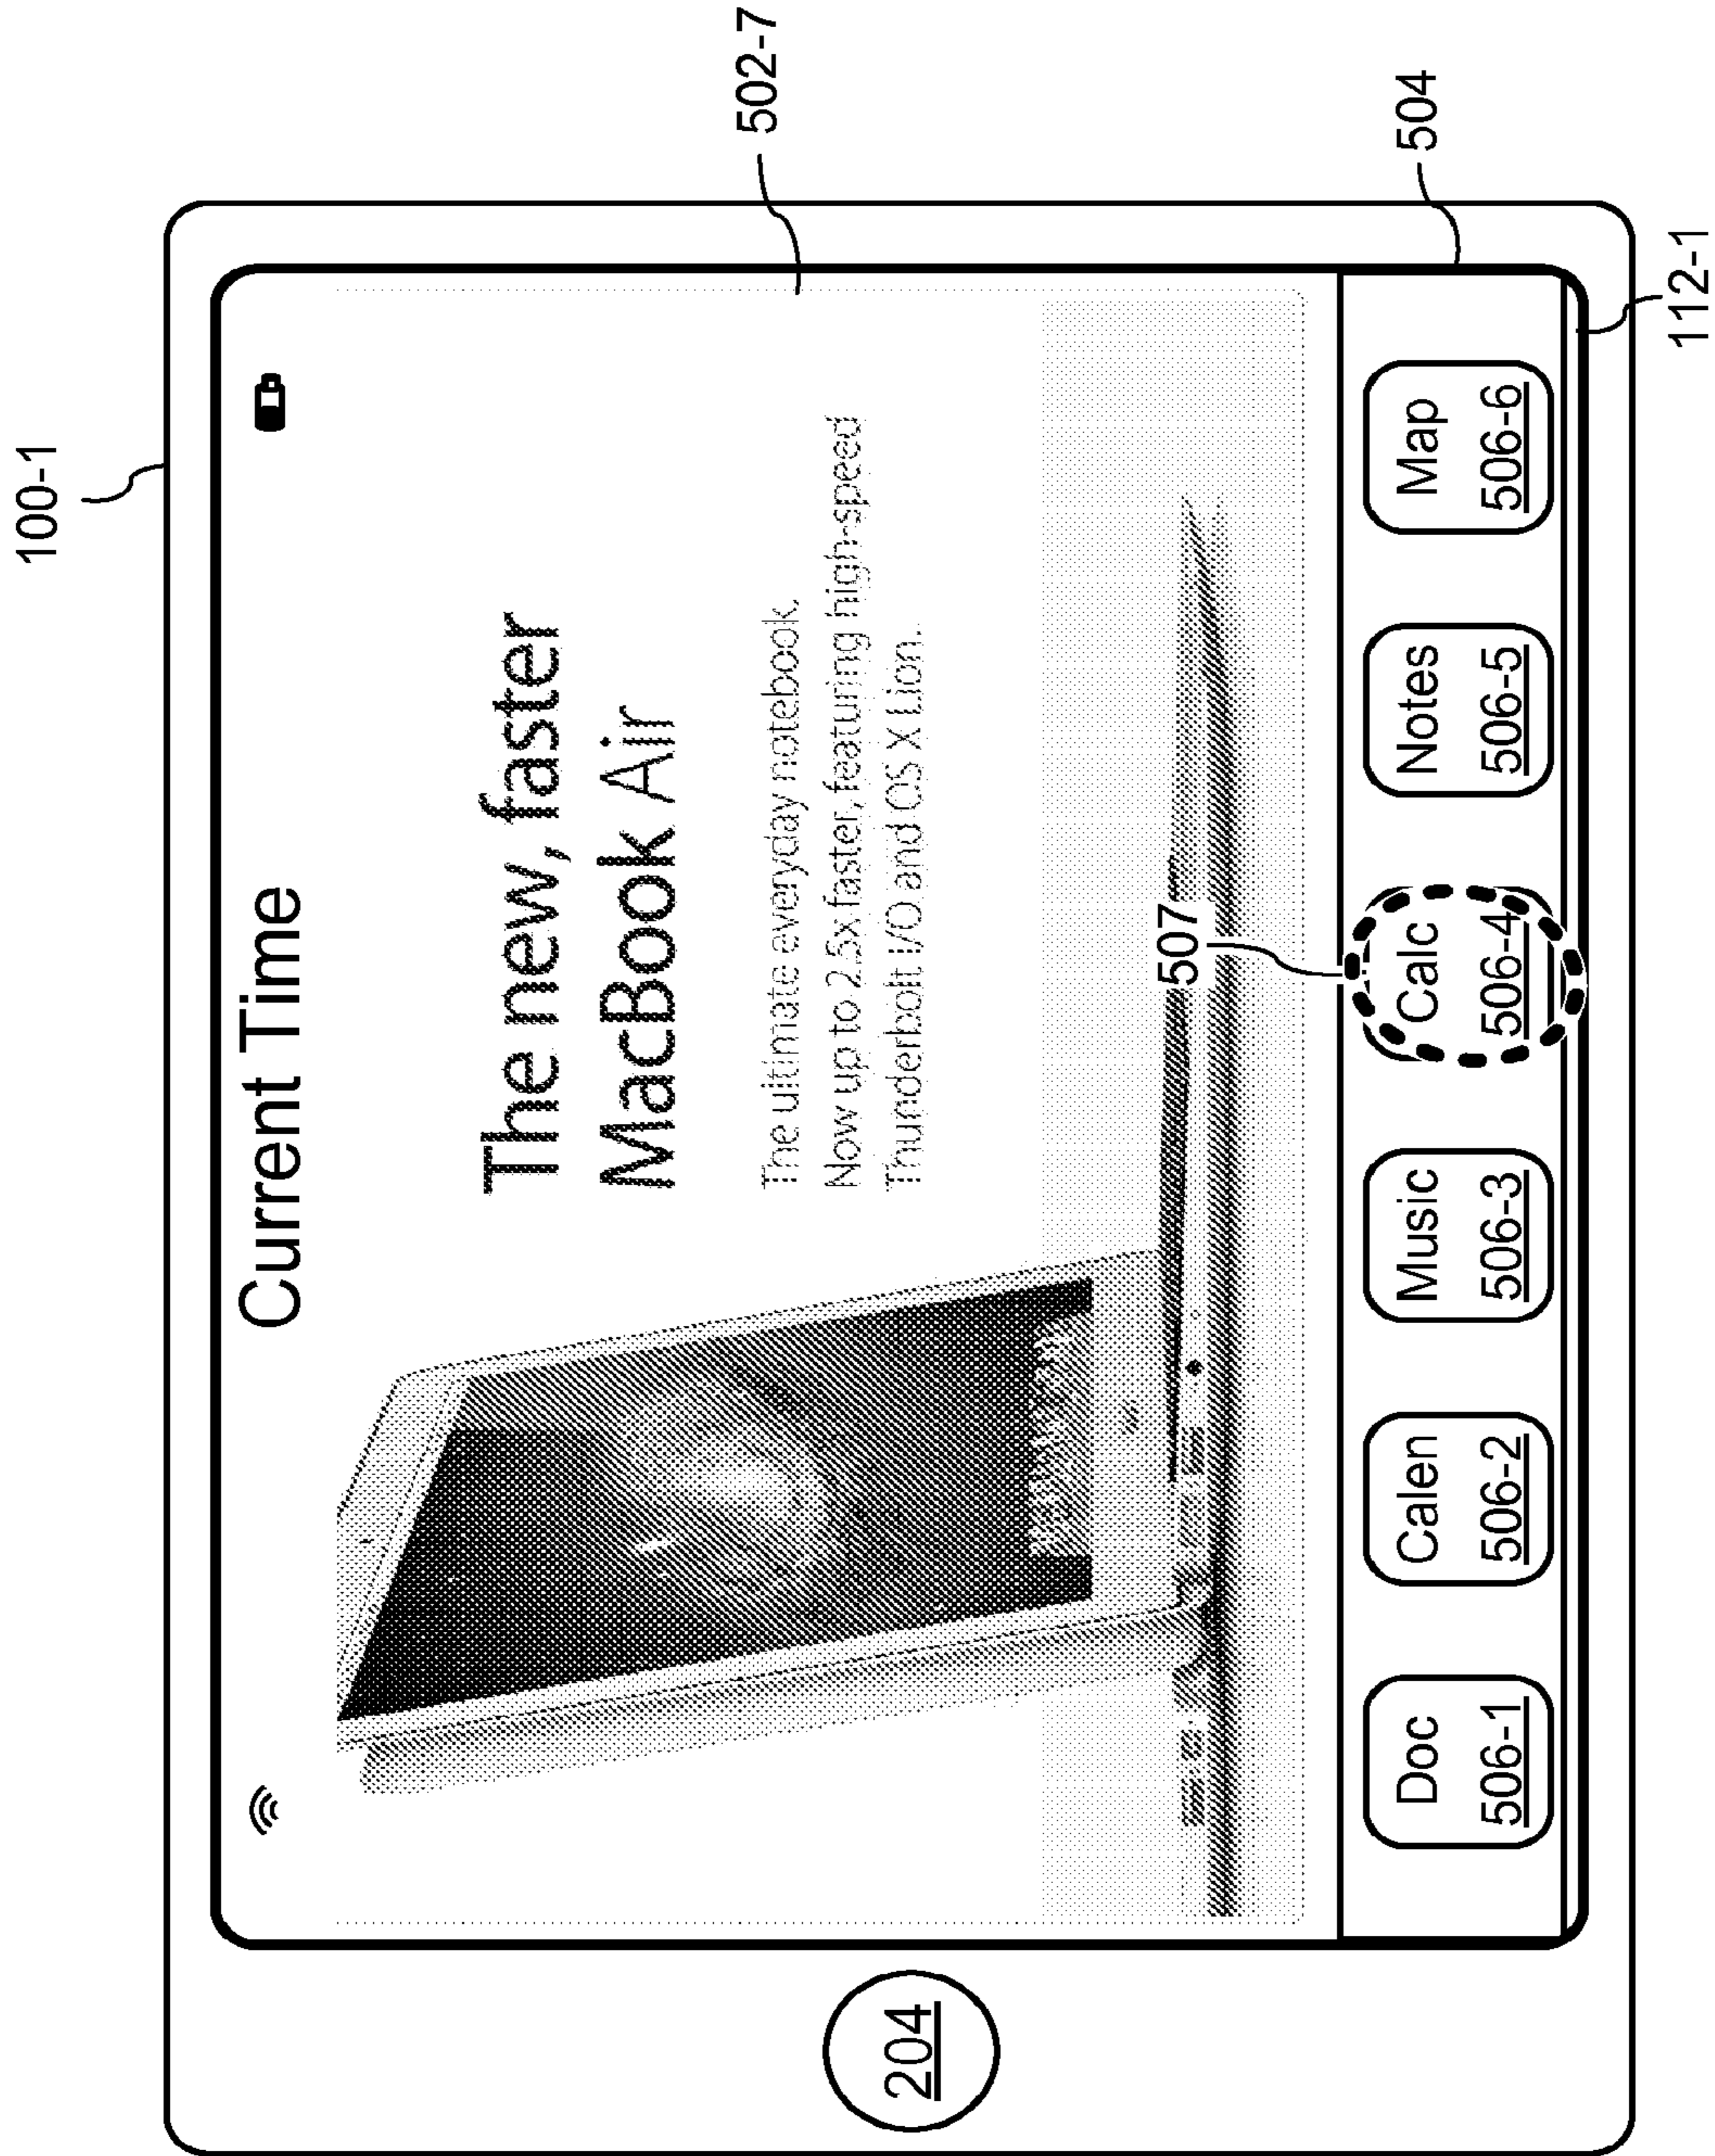 100-1
Current Time
The new, faster
MacBook Air
The ultimate everyday notebook.
Now up to 2.5x faster, featuring high-speed
Thunderbolt I/O and OS X Lion.
502-7
507
204
Doc
506-1
Calen
506-2
Music
506-3
Calc
506-4
Notes
506-5
Map
506-6
504
112-1